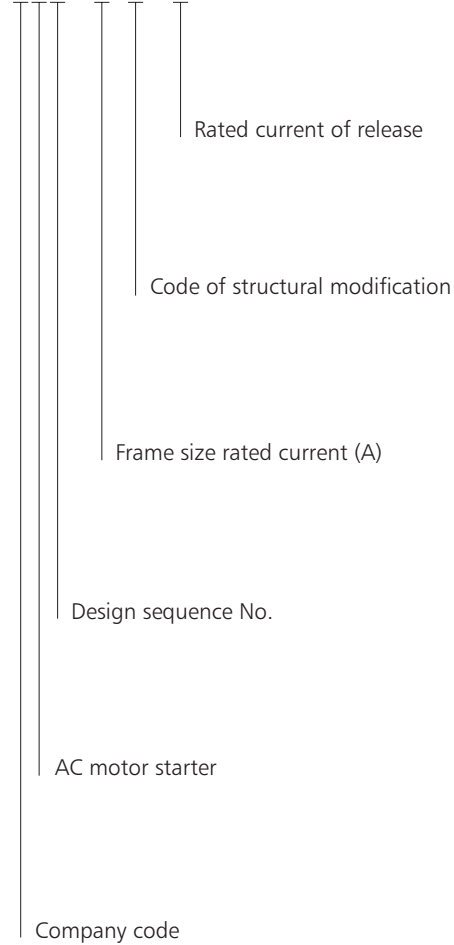 Rated current of release
Code of structural modification
Frame size rated current (A)
Design sequence No.
AC motor starter
Company code